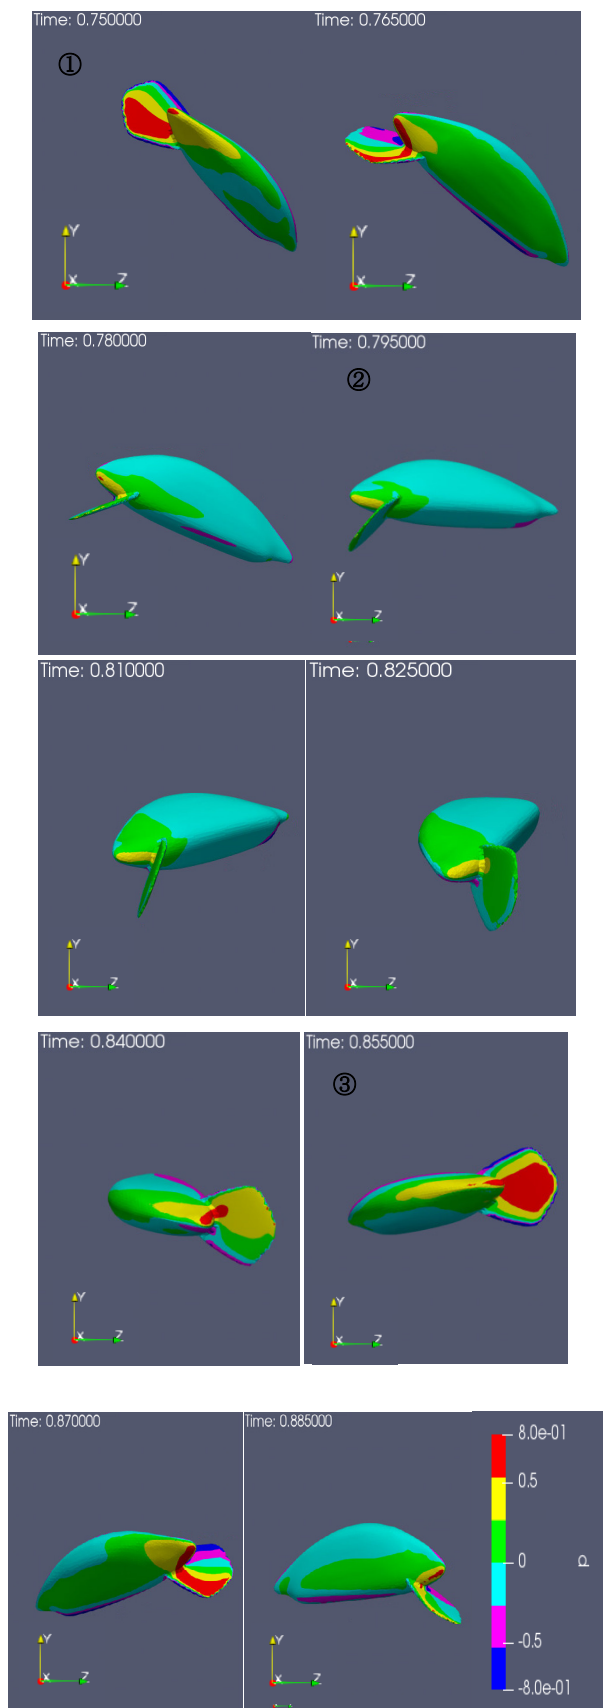 Time: 0.750000
Time: 0.765000
①
Y
X
Z
Y
X
Z
Time: 0.780000
Time: 0.795000
②
Y
X
Z
Y
X
Z
Time: 0.810000
Time: 0.825000
Y
X
Z
Y
X
Z
Time: 0.840000
Time: 0.855000
③
Y
X
Z
Y
X
Z
Time: 0.870000
Time: 0.885000
8.0e-01
0.5
0
p
-0.5
-8.0e-01
Y
X
Z
Y
X
Z